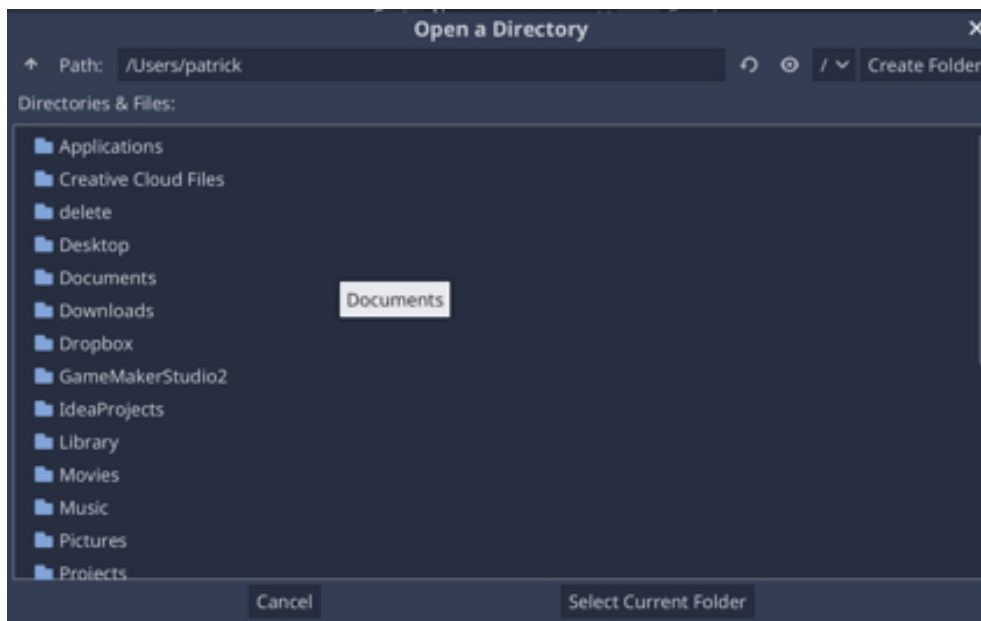 Open a Directory
Path: /Users/patrick / Create Folder
Directories & Files:
Applications
Creative Cloud Files
delete
Desktop
Documents
Documents
Downloads
Dropbox
GameMakerStudio2
IdeaProjects
Library
Movies
Music
Pictures
Projects
Cancel Select Current Folder